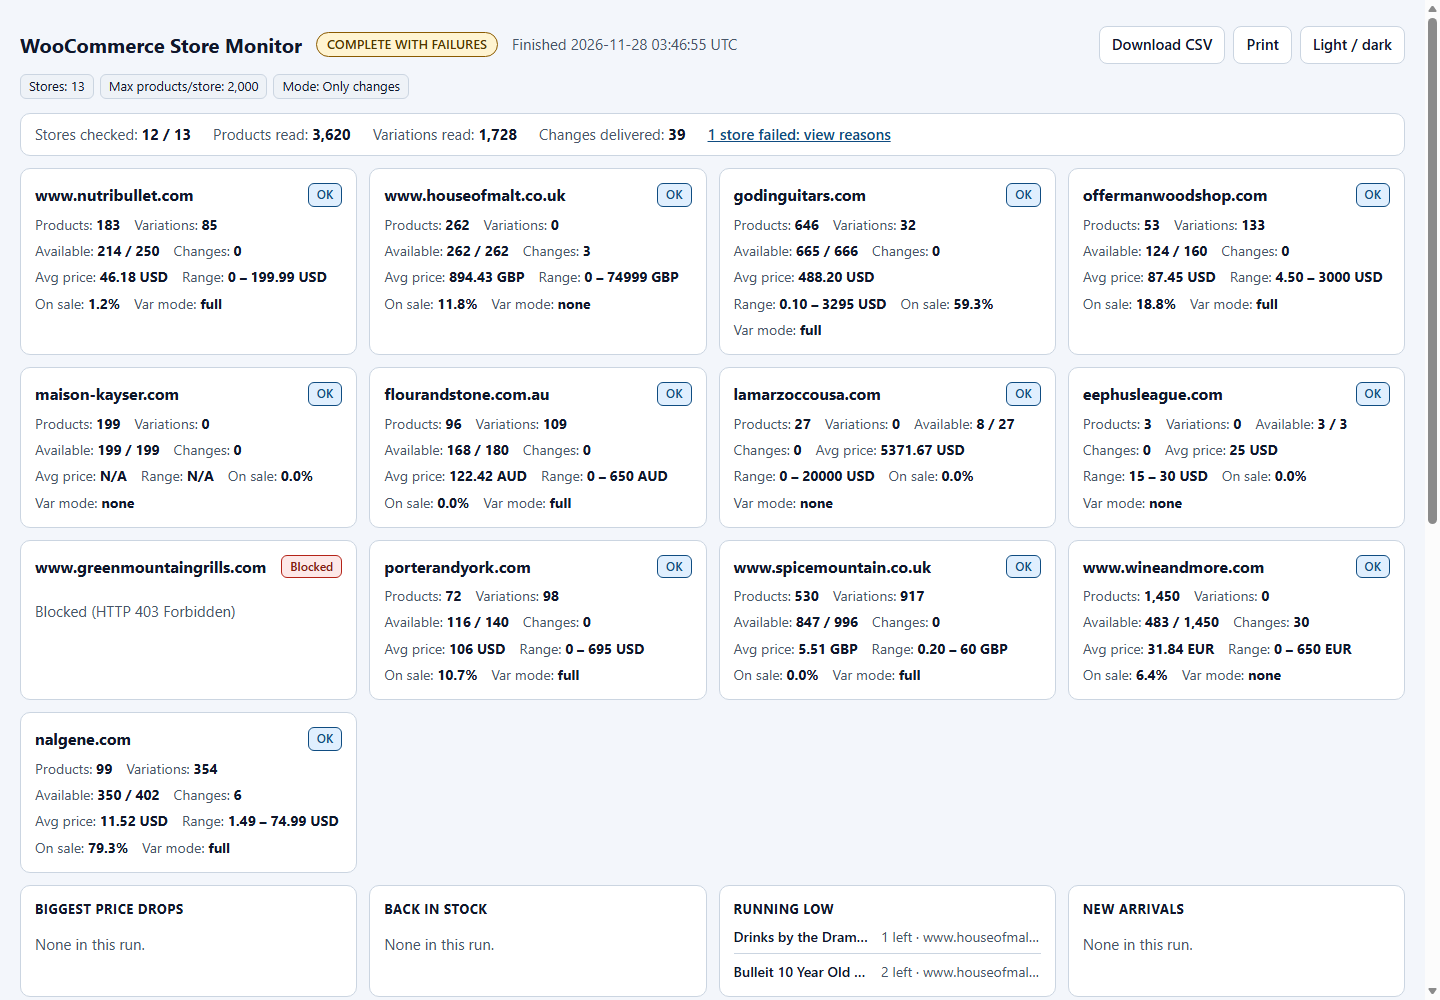 WooCommerce Store Monitor COMPLETE WITH FAILURES Finished 2026-11-28 03:46:55 UTC Download CSV Print Light / dark
Stores: 13 Max products/store: 2,000 Mode: Only changes
Stores checked: 12 / 13 Products read: 3,620 Variations read: 1,728 Changes delivered: 39 1 store failed: view reasons
www.nutribullet.com OK
Products: 183 Variations: 85
Available: 214 / 250 Changes: 0
Avg price: 46.18 USD Range: 0 – 199.99 USD
On sale: 1.2% Var mode: full
www.houseofmalt.co.uk OK
Products: 262 Variations: 0
Available: 262 / 262 Changes: 3
Avg price: 894.43 GBP Range: 0 – 74999 GBP
On sale: 11.8% Var mode: none
godinguitars.com OK
Products: 646 Variations: 32
Available: 665 / 666 Changes: 0
Avg price: 488.20 USD
Range: 0.10 – 3295 USD On sale: 59.3%
Var mode: full
offermanwoodshop.com OK
Products: 53 Variations: 133
Available: 124 / 160 Changes: 0
Avg price: 87.45 USD Range: 4.50 – 3000 USD
On sale: 18.8% Var mode: full
maison-kayser.com OK
Products: 199 Variations: 0
Available: 199 / 199 Changes: 0
Avg price: N/A Range: N/A On sale: 0.0%
Var mode: none
flourandstone.com.au OK
Products: 96 Variations: 109
Available: 168 / 180 Changes: 0
Avg price: 122.42 AUD Range: 0 – 650 AUD
On sale: 0.0% Var mode: full
lamarzoccousa.com OK
Products: 27 Variations: 0 Available: 8 / 27
Changes: 0 Avg price: 5371.67 USD
Range: 0 – 20000 USD On sale: 0.0%
Var mode: none
eephusleague.com OK
Products: 3 Variations: 0 Available: 3 / 3
Changes: 0 Avg price: 25 USD
Range: 15 – 30 USD On sale: 0.0%
Var mode: none
www.greenmountaingrills.com Blocked
Blocked (HTTP 403 Forbidden)
porterandyork.com OK
Products: 72 Variations: 98
Available: 116 / 140 Changes: 0
Avg price: 106 USD Range: 0 – 695 USD
On sale: 10.7% Var mode: full
www.spicemountain.co.uk OK
Products: 530 Variations: 917
Available: 847 / 996 Changes: 0
Avg price: 5.51 GBP Range: 0.20 – 60 GBP
On sale: 0.0% Var mode: full
www.wineandmore.com OK
Products: 1,450 Variations: 0
Available: 483 / 1,450 Changes: 30
Avg price: 31.84 EUR Range: 0 – 650 EUR
On sale: 6.4% Var mode: none
nalgene.com OK
Products: 99 Variations: 354
Available: 350 / 402 Changes: 6
Avg price: 11.52 USD Range: 1.49 – 74.99 USD
On sale: 79.3% Var mode: full
BIGGEST PRICE DROPS
None in this run.
BACK IN STOCK
None in this run.
RUNNING LOW
Drinks by the Dram... 1 left · www.houseofmal...
Bulleit 10 Year Old ... 2 left · www.houseofmal...
NEW ARRIVALS
None in this run.